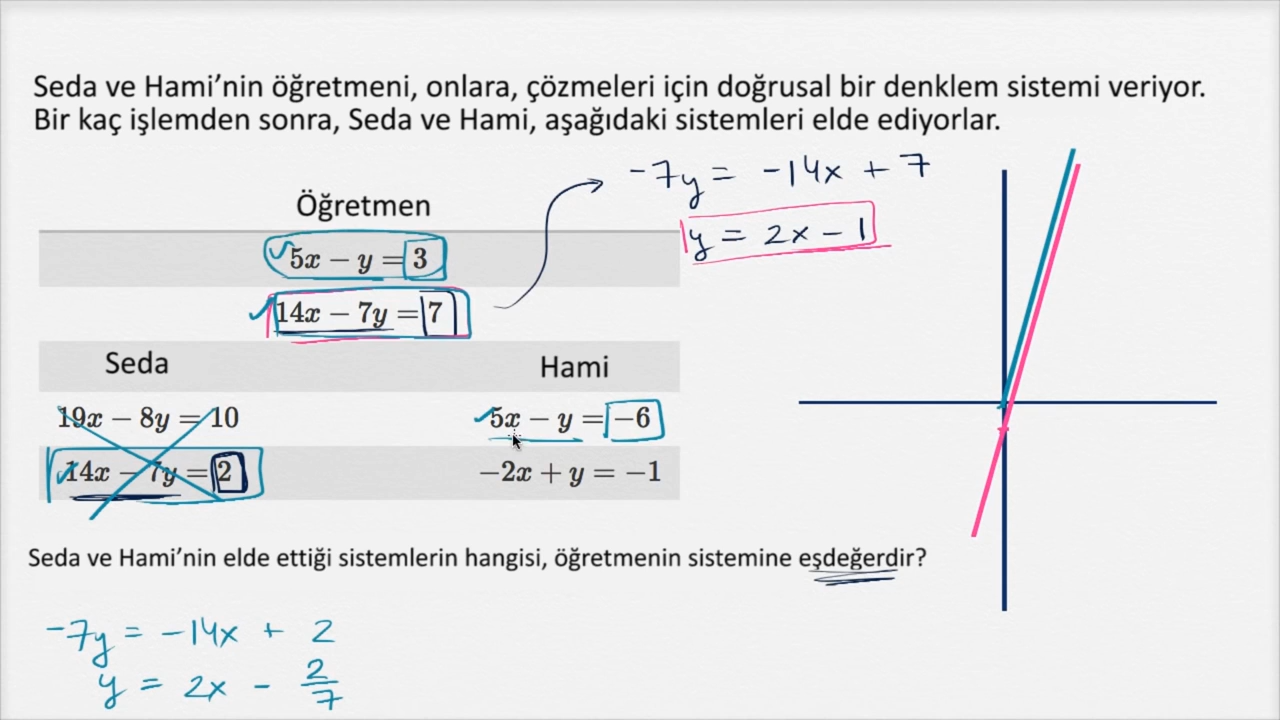 Seda ve Hami’nin öğretmeni, onlara, çözmeleri için doğrusal bir denklem sistemi veriyor.
Bir kaç işlemden sonra, Seda ve Hami, aşağıdaki sistemleri elde ediyorlar.
-7y = -14x + 7
y = 2x - 1
Öğretmen
5x − y = 3
14x − 7y = 7
Seda
Hami
19x − 8y = 10
5x − y = −6
14x − 7y = 2
−2x + y = −1
Seda ve Hami’nin elde ettiği sistemlerin hangisi, öğretmenin sistemine eşdeğerdir?
-7y = -14x + 2
y = 2x - 2/7